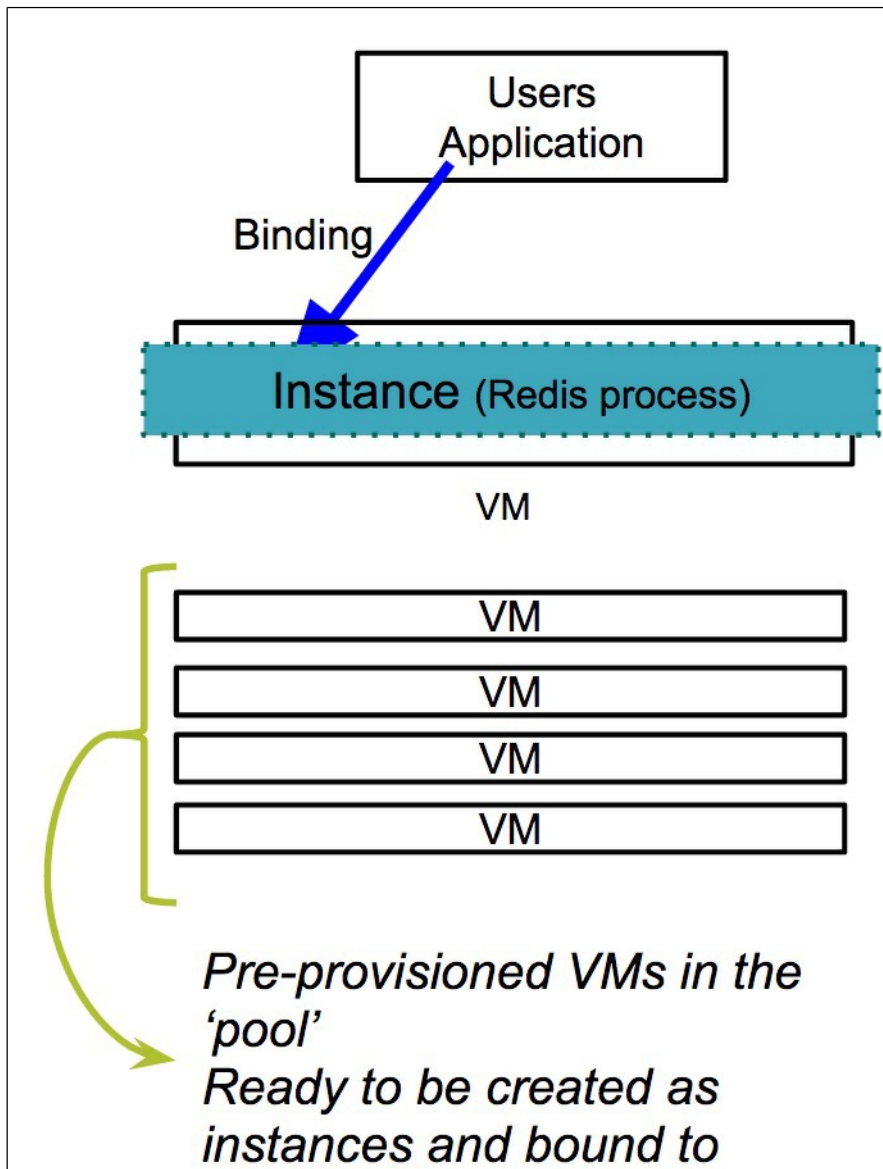 Users
Application
Binding
Instance (Redis process)
VM
VM
VM
VM
VM
Pre-provisioned VMs in the
‘pool’
Ready to be created as
instances and bound to